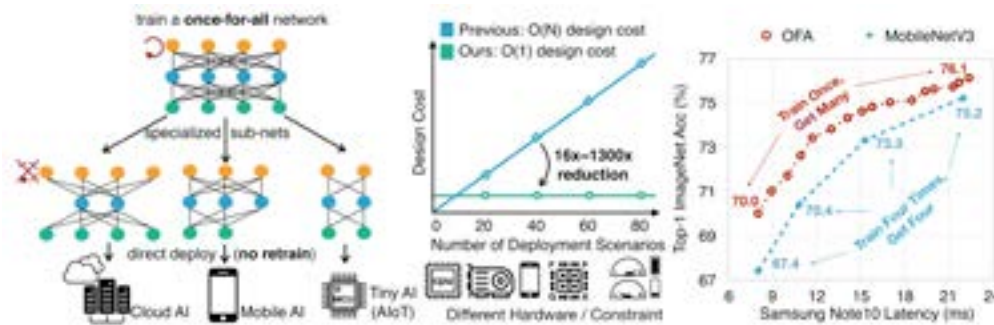 train a once-for-all network
specialized sub-nets
direct deploy (no retrain)
Cloud AI
Mobile AI
Tiny AI
(AIoT)
Previous: O(N) design cost
Ours: O(1) design cost
Design Cost
16x~1300x
reduction
0 20 40 60 80
Number of Deployment Scenarios
Different Hardware / Constraint
OFA
MobileNetV3
Top-1 ImageNet Acc (%)
77
75
73
71
69
67
76.1
Train Once,
Get Many
75.2
73.3
70.0
70.4
Train Four Times,
Get Four
67.4
6 9 12 15 18 21 24
Samsung Note10 Latency (ms)